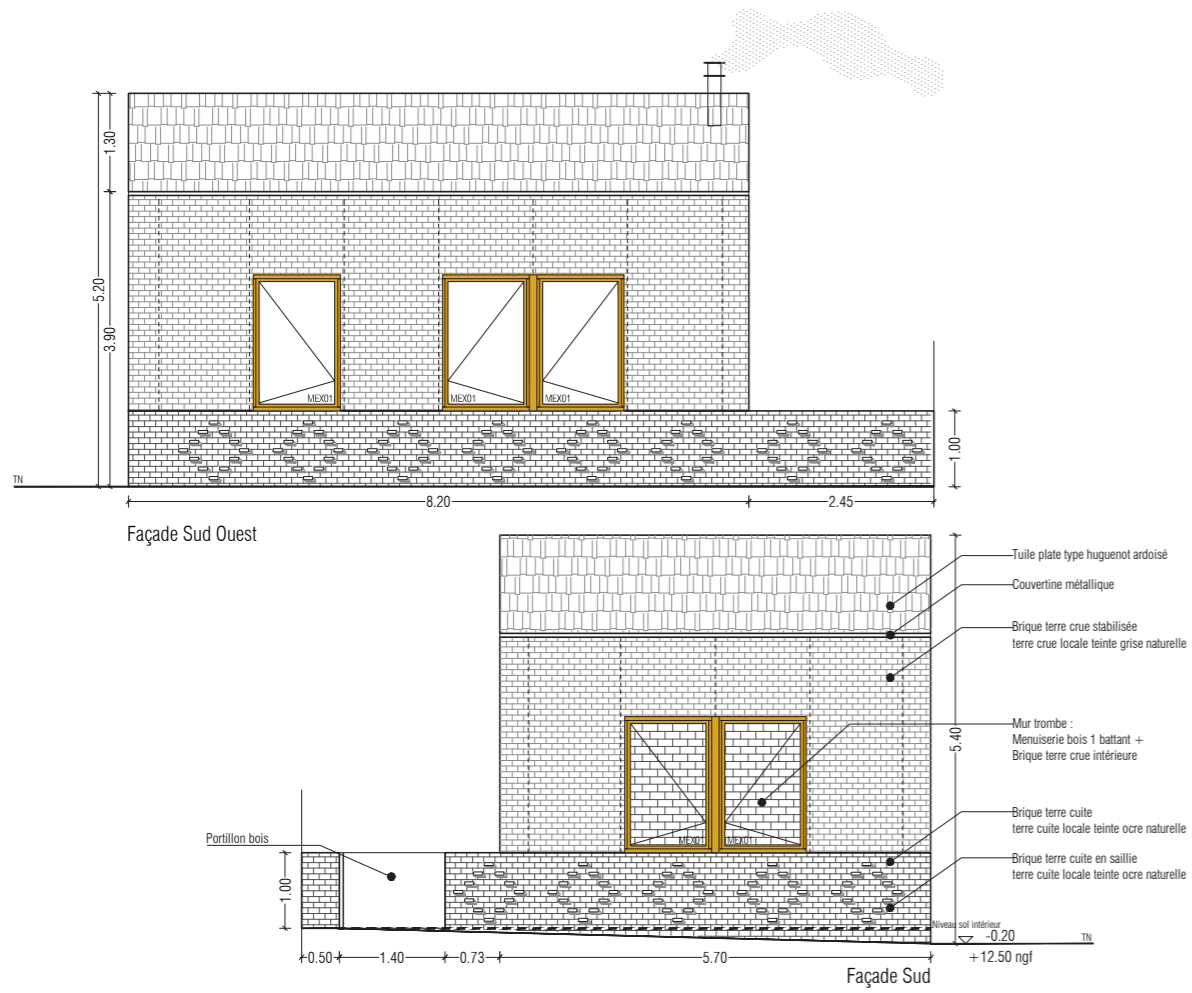 1.30
5.20
3.90
MEX01
MEX01
MEX01
1.00
TN
8.20
2.45
Façade Sud Ouest
Tuile plate type huguenot ardoisé
Couvertine métallique
Brique terre crue stabilisée
terre crue locale teinte grise naturelle
Mur trombe :
Menuiserie bois 1 battant +
Brique terre crue intérieure
5.40
MEX01
MEX01
Brique terre cuite
terre cuite locale teinte ocre naturelle
Portillon bois
Brique terre cuite en saillie
terre cuite locale teinte ocre naturelle
1.00
Niveau sol intérieur
-0.20
TN
+12.50 ngf
0.50
1.40
0.73
5.70
Façade Sud